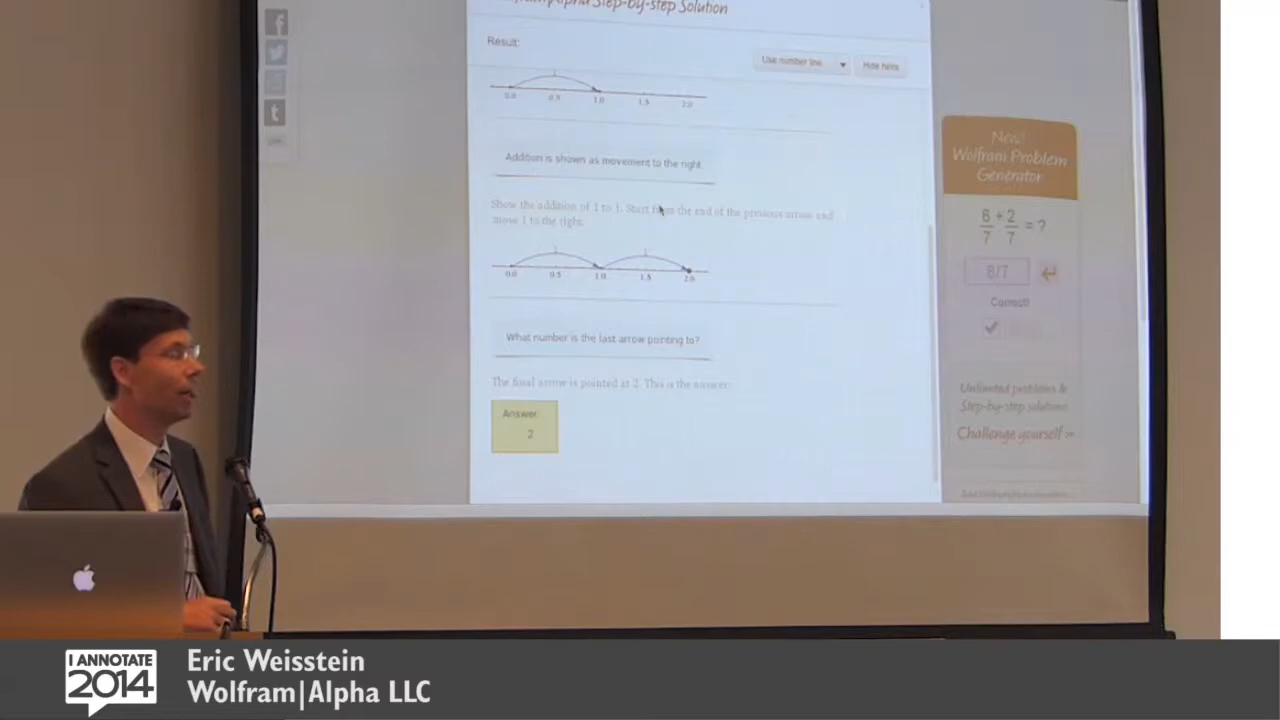 Step-by-step Solution
Result:
Use number line
Hide hints
1
0.0 0.5 1.0 1.5 2.0
Addition is shown as movement to the right.
Show the addition of 1 to 1. Start from the end of the previous arrow and
move 1 to the right:
1 1
0.0 0.5 1.0 1.5 2.0
What number is the last arrow pointing to?
The final arrow is pointed at 2. This is the answer:
Answer:
2
New!
Wolfram Problem
Generator
6/7 + 2/7 = ?
8/7
Correct!
Unlimited problems &
Step-by-step solutions
Challenge yourself »
f
t
I ANNOTATE
2014
Eric Weisstein
Wolfram|Alpha LLC